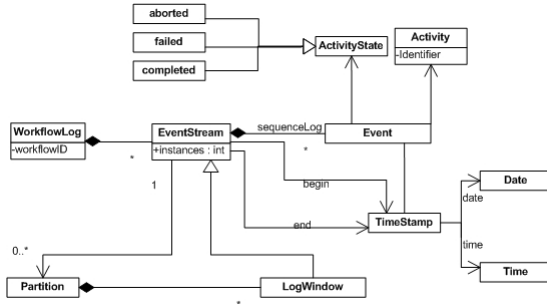 aborted
failed
completed
ActivityState
Activity
-Identifier
WorkflowLog
-workflowID
EventStream
+instances : int
sequenceLog
Event
*
*
1
begin
end
TimeStamp
Date
date
time
Time
0..*
Partition
LogWindow
*